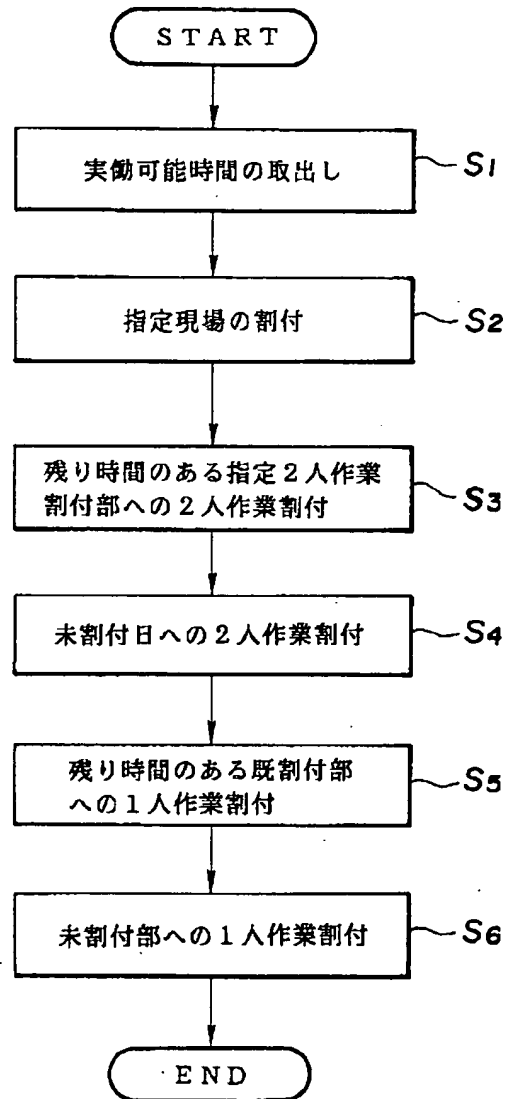 START
実働可能時間の取出し
S1
指定現場の割付
S2
残り時間のある指定2人作業
割付部への2人作業割付
S3
未割付日への2人作業割付
S4
残り時間のある既割付部
への1人作業割付
S5
未割付部への1人作業割付
S6
END